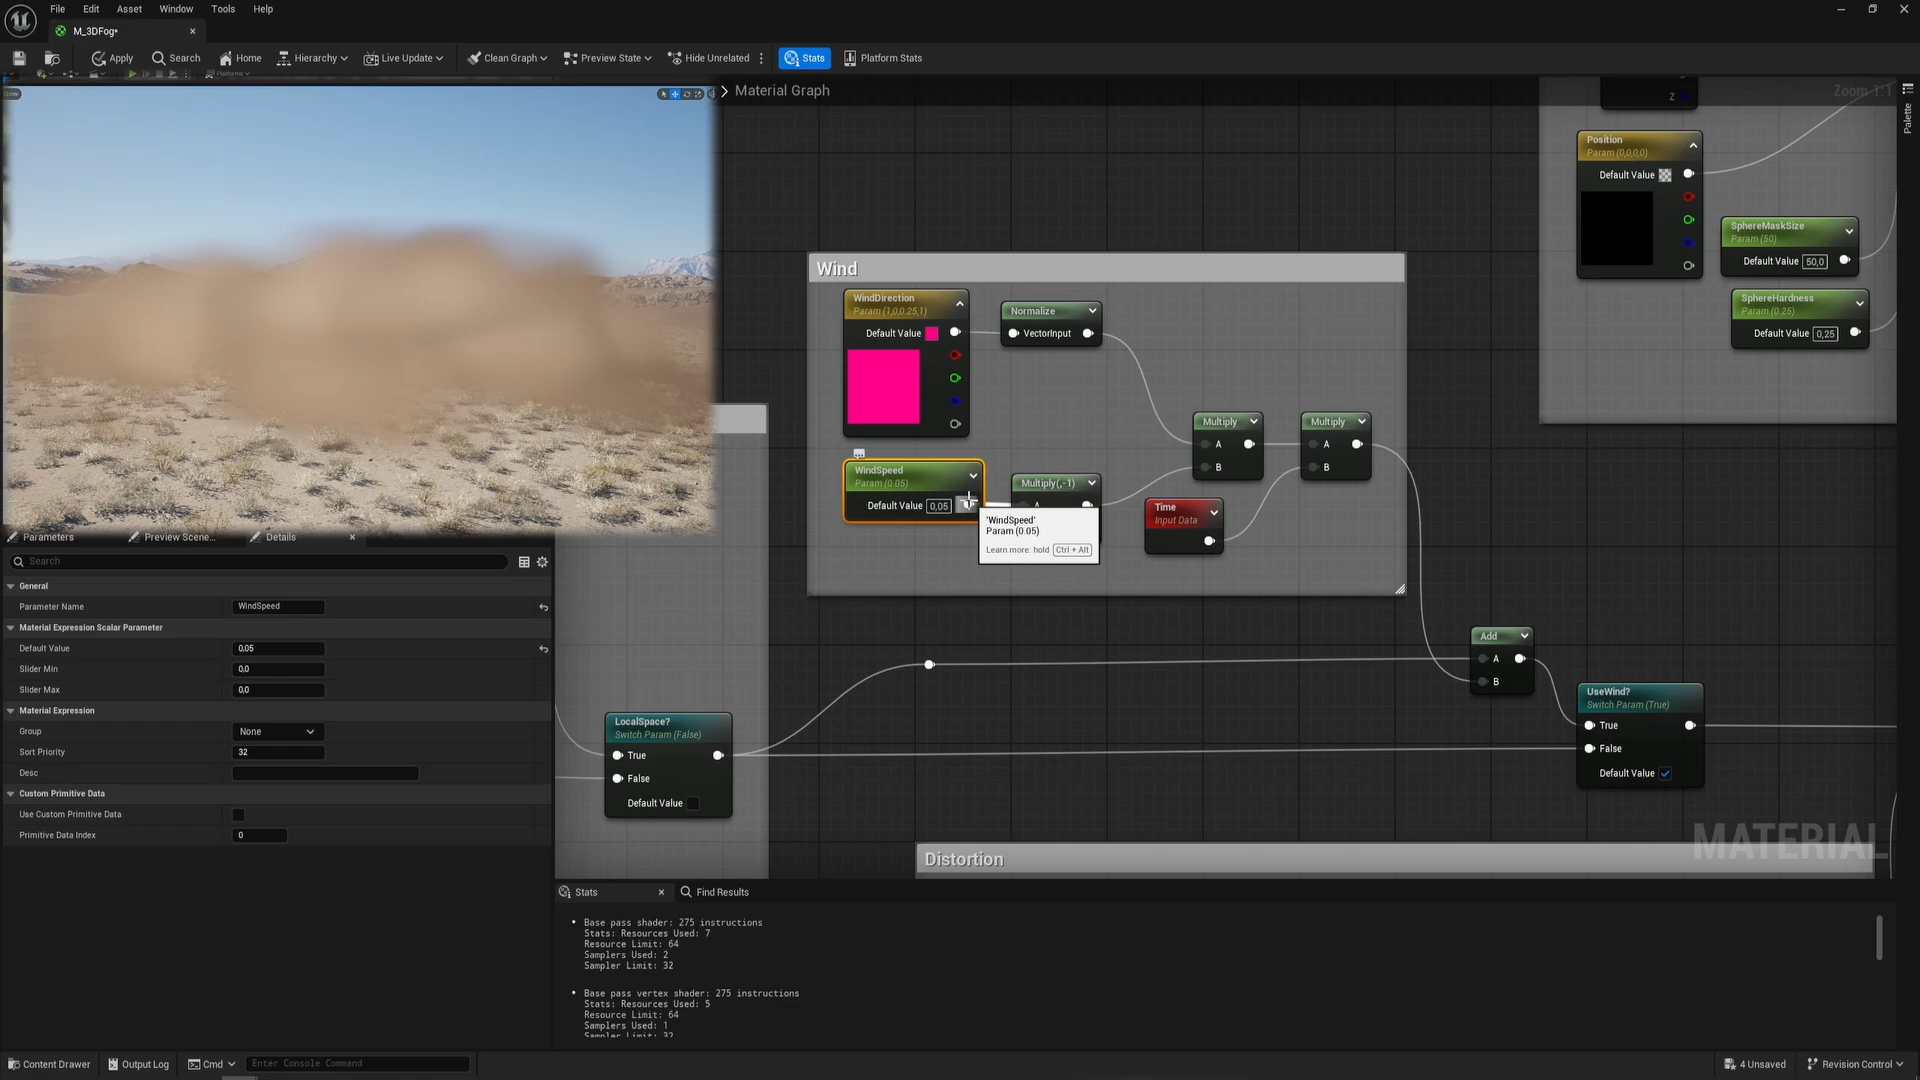 File Edit Asset Window Tools Help
M_3DFog•
Apply Search Home Hierarchy Live Update Clean Graph Preview State Hide Unrelated Stats Platform Stats
Platforms
Show
Material Graph
Zoom 1:1
Palette
Z
Position
Param (0,0,0,0)
Default Value
SphereMaskSize
Param (50)
Default Value 50,0
SphereHardness
Param (0.25)
Default Value 0,25
Wind
WindDirection
Param (1,0,0.25,1)
Default Value
Normalize
VectorInput
Multiply
A
B
Multiply
A
B
WindSpeed
Param (0.05)
Default Value 0,05
Multiply(,-1)
A
'WindSpeed'
Param (0.05)
Learn more: hold Ctrl + Alt
Time
Input Data
Add
A
B
UseWind?
Switch Param (True)
True
False
Default Value
LocalSpace?
Switch Param (False)
True
False
Default Value
Distortion
MATERIAL
Parameters Preview Scene... Details
Search
General
Parameter Name WindSpeed
Material Expression Scalar Parameter
Default Value 0,05
Slider Min 0,0
Slider Max 0,0
Material Expression
Group None
Sort Priority 32
Desc
Custom Primitive Data
Use Custom Primitive Data
Primitive Data Index 0
Stats Find Results
• Base pass shader: 275 instructions
Stats: Resources Used: 7
Resource Limit: 64
Samplers Used: 2
Sampler Limit: 32
• Base pass vertex shader: 275 instructions
Stats: Resources Used: 5
Resource Limit: 64
Samplers Used: 1
Sampler Limit: 32
Content Drawer Output Log Cmd Enter Console Command
4 Unsaved Revision Control